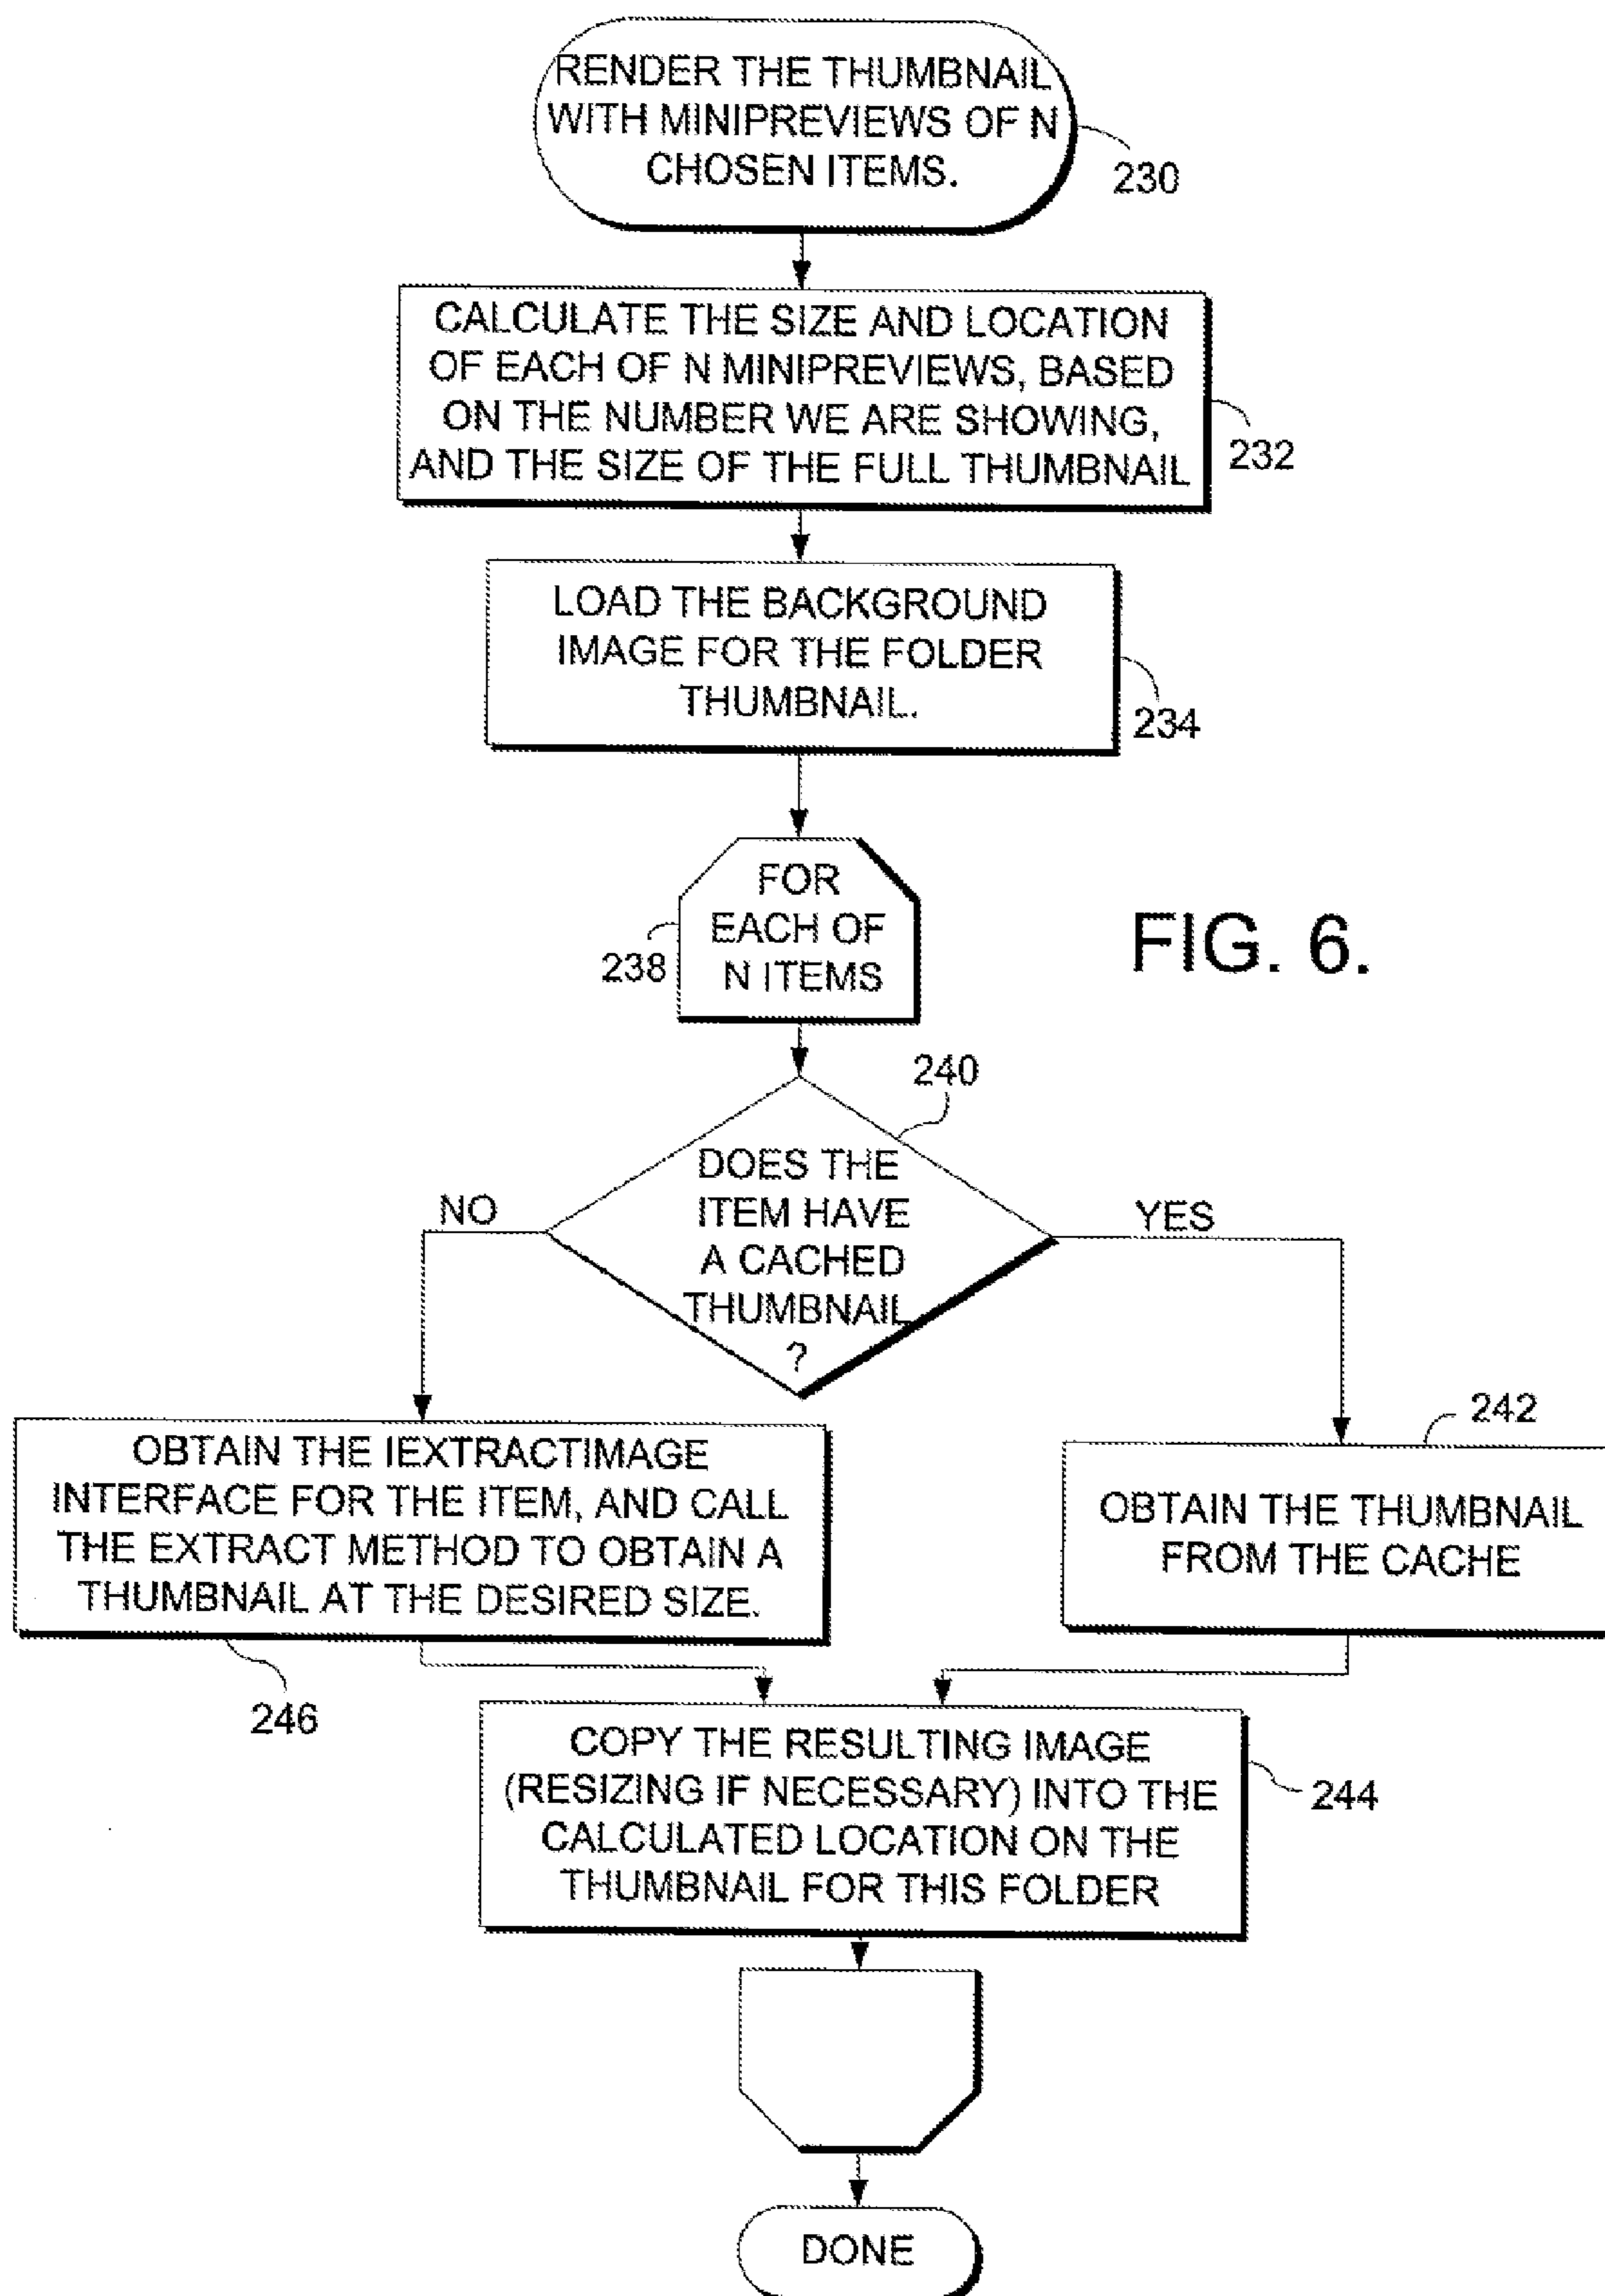 RENDER THE THUMBNAIL
WITH MINIPREVIEWS OF N
CHOSEN ITEMS.
230
CALCULATE THE SIZE AND LOCATION
OF EACH OF N MINIPREVIEWS, BASED
ON THE NUMBER WE ARE SHOWING,
AND THE SIZE OF THE FULL THUMBNAIL
232
LOAD THE BACKGROUND
IMAGE FOR THE FOLDER
THUMBNAIL.
234
FOR
EACH OF
N ITEMS
238
FIG. 6.
240
DOES THE
ITEM HAVE
A CACHED
THUMBNAIL
?
NO
YES
OBTAIN THE IEXTRACTIMAGE
INTERFACE FOR THE ITEM, AND CALL
THE EXTRACT METHOD TO OBTAIN A
THUMBNAIL AT THE DESIRED SIZE.
246
242
OBTAIN THE THUMBNAIL
FROM THE CACHE
COPY THE RESULTING IMAGE
(RESIZING IF NECESSARY) INTO THE
CALCULATED LOCATION ON THE
THUMBNAIL FOR THIS FOLDER
244
DONE